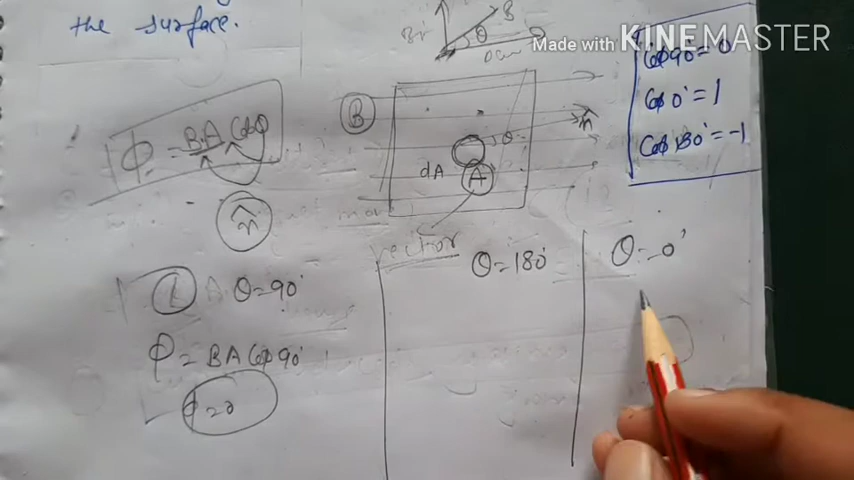 the surface.
B
θ
Made with KINEMASTER
Cos 90° = 0
Cos 0° = 1
Cos 180° = -1
B
n̂
θ
dA
A
Φ = B.A Cosθ
n̂
vector
θ = 90°
θ = 180°
θ = 0°
Φ = BA Cos 90°
Φ = 0